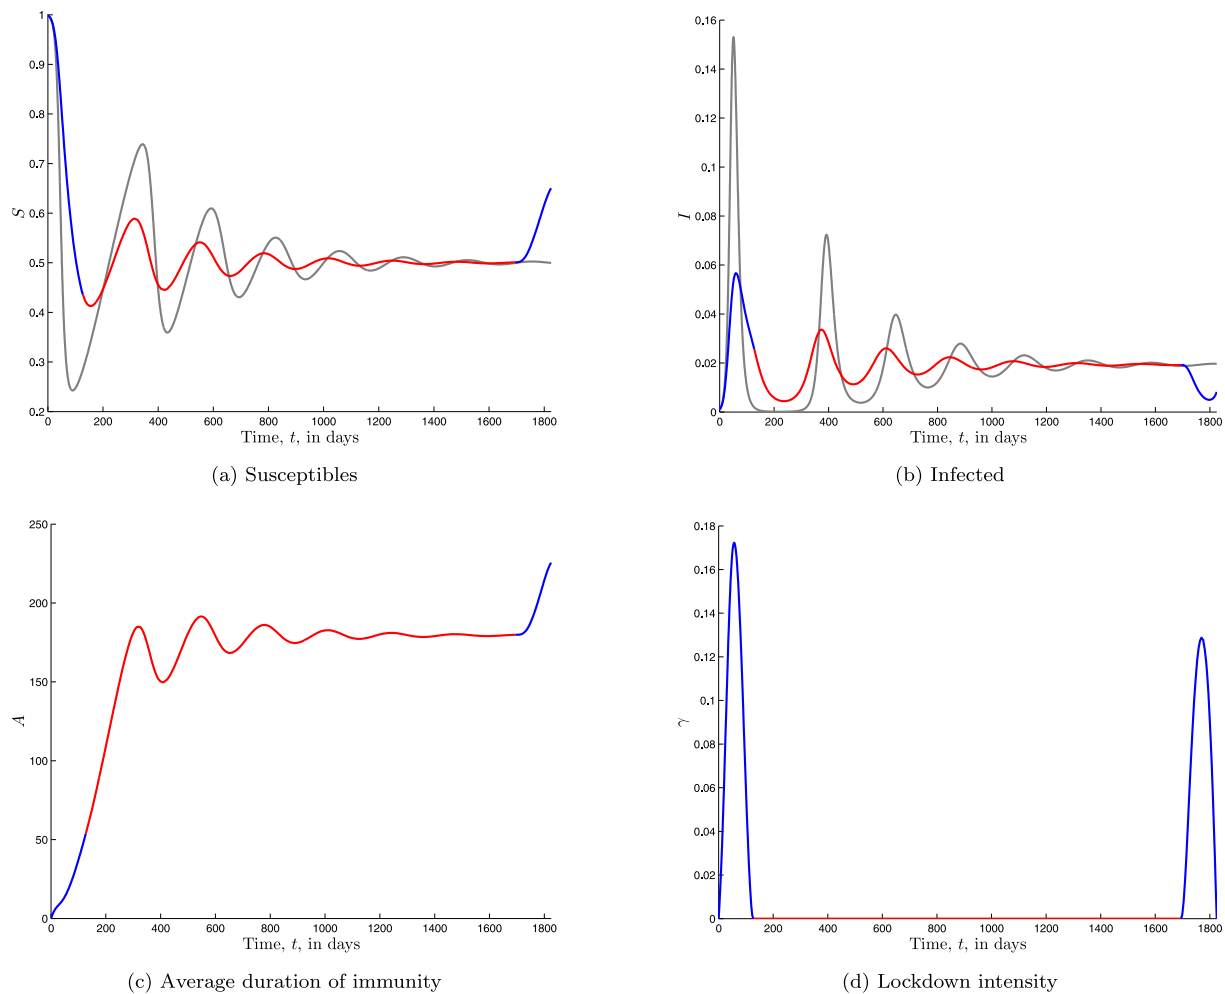 1
0.9
0.8
0.7
0.6
0.5
0.4
0.3
0.2
S
0 200 400 600 800 1000 1200 1400 1600 1800
Time, t, in days
(a) Susceptibles
0.16
0.14
0.12
0.1
0.08
0.06
0.04
0.02
0
I
0 200 400 600 800 1000 1200 1400 1600 1800
Time, t, in days
(b) Infected
250
200
150
100
50
0
A
0 200 400 600 800 1000 1200 1400 1600 1800
Time, t, in days
(c) Average duration of immunity
0.18
0.16
0.14
0.12
0.1
0.08
0.06
0.04
0.02
0
γ
0 200 400 600 800 1000 1200 1400 1600 1800
Time, t, in days
(d) Lockdown intensity